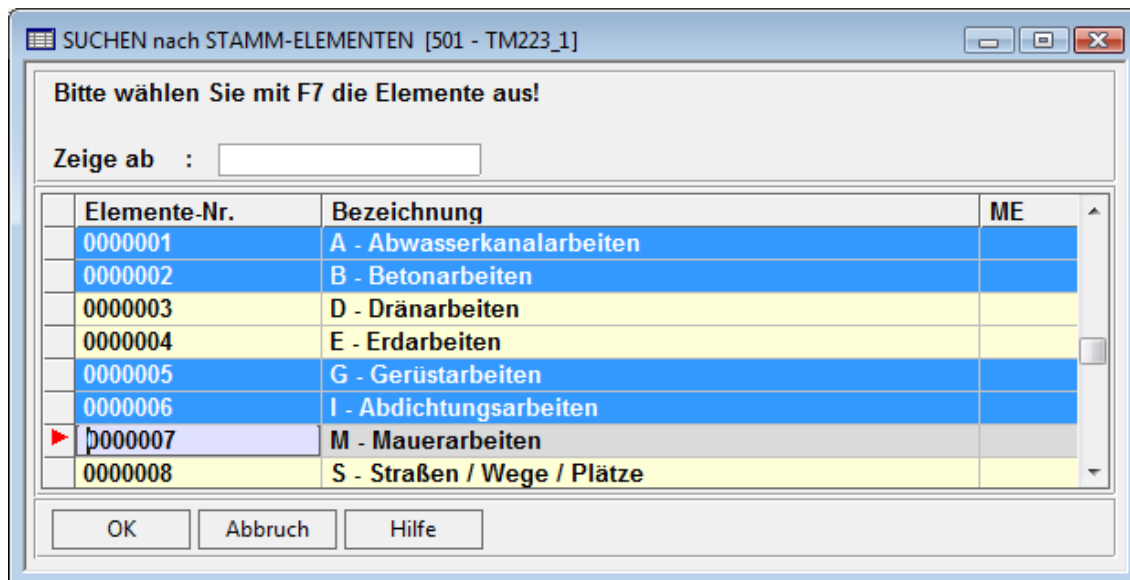 SUCHEN nach STAMM-ELEMENTEN [501 - TM223_1]
Bitte wählen Sie mit F7 die Elemente aus!
Zeige ab :
Elemente-Nr. Bezeichnung ME
0000001 A - Abwasserkanalarbeiten
0000002 B - Betonarbeiten
0000003 D - Dränarbeiten
0000004 E - Erdarbeiten
0000005 G - Gerüstarbeiten
0000006 I - Abdichtungsarbeiten
0000007 M - Mauerarbeiten
0000008 S - Straßen / Wege / Plätze
OK Abbruch Hilfe